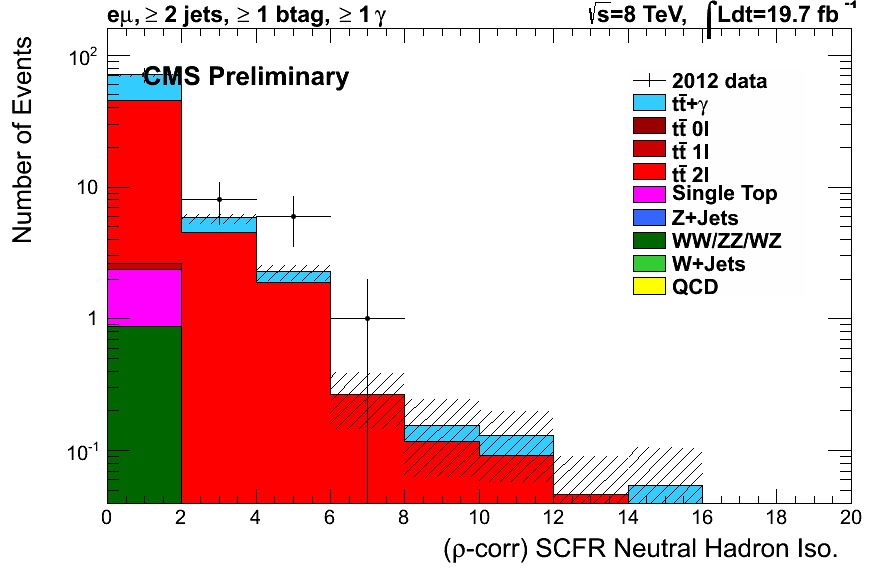 eμ, ≥ 2 jets, ≥ 1 btag, ≥ 1 γ
√s=8 TeV, ∫Ldt=19.7 fb⁻¹
CMS Preliminary
Number of Events
10²
10
1
10⁻¹
2012 data
tt̄+γ
tt̄ 0l
tt̄ 1l
tt̄ 2l
Single Top
Z+Jets
WW/ZZ/WZ
W+Jets
QCD
0 2 4 6 8 10 12 14 16 18 20
(ρ-corr) SCFR Neutral Hadron Iso.